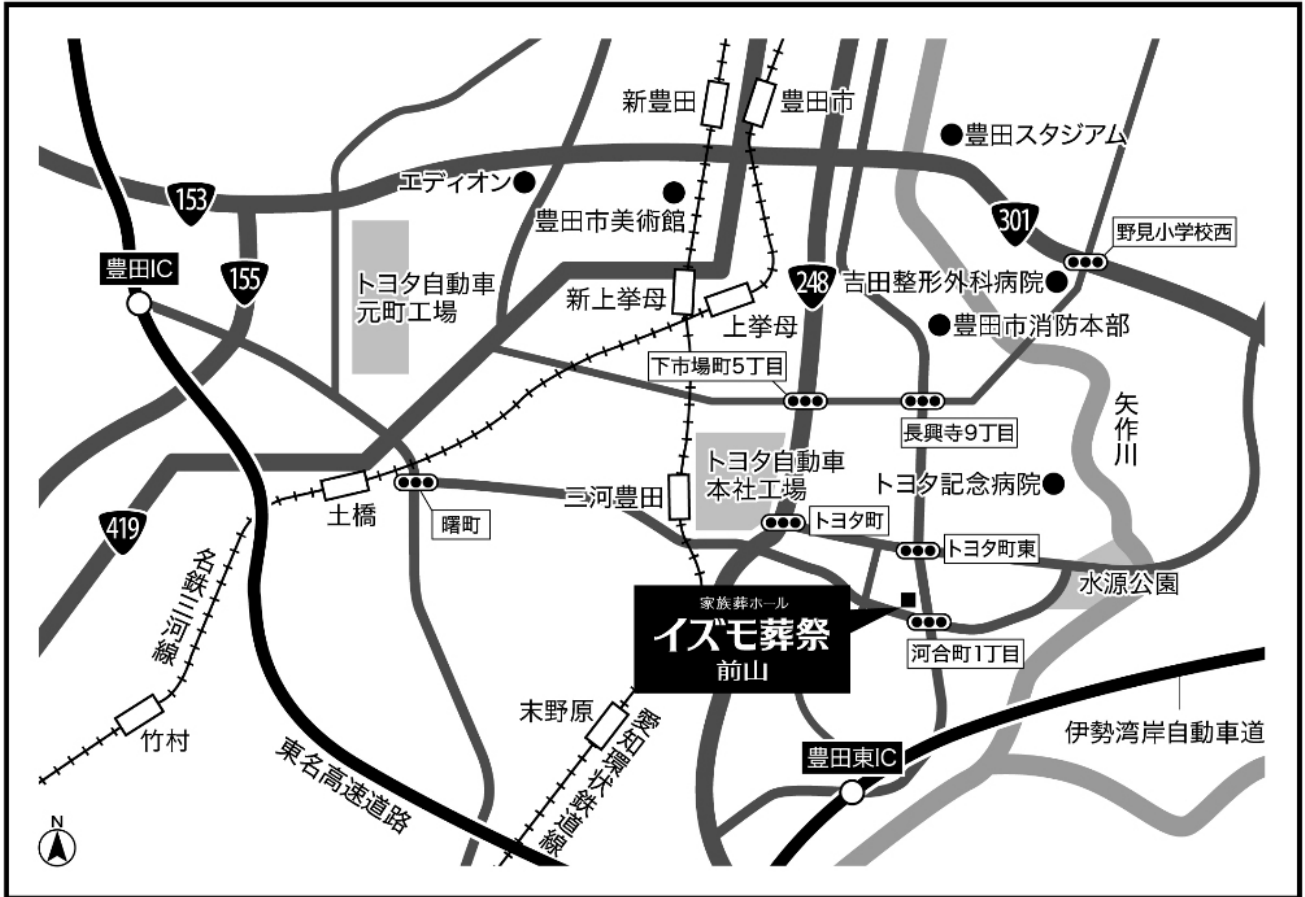 新豊田
豊田市
豊田スタジアム
エディオン
153
豊田市美術館
301
野見小学校西
豊田IC
155
トヨタ自動車
元町工場
新上挙母
248
吉田整形外科病院
上挙母
豊田市消防本部
下市場町5丁目
矢作川
長興寺9丁目
トヨタ自動車
本社工場
トヨタ記念病院
三河豊田
土橋
曙町
トヨタ町
419
トヨタ町東
名鉄三河線
水源公園
家族葬ホール
イズモ葬祭
前山
河合町1丁目
末野原
竹村
愛知環状鉄道線
伊勢湾岸自動車道
東名高速道路
豊田東IC
N